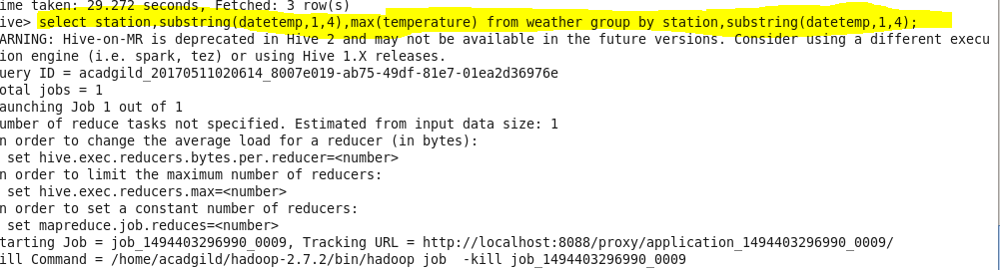 ime taken: 29.272 seconds, Fetched: 3 row(s)
ive> select station,substring(datetemp,1,4),max(temperature) from weather group by station,substring(datetemp,1,4);
ARNING: Hive-on-MR is deprecated in Hive 2 and may not be available in the future versions. Consider using a different execu
ion engine (i.e. spark, tez) or using Hive 1.X releases.
uery ID = acadgild_20170511020614_8007e019-ab75-49df-81e7-01ea2d36976e
otal jobs = 1
aunching Job 1 out of 1
umber of reduce tasks not specified. Estimated from input data size: 1
n order to change the average load for a reducer (in bytes):
set hive.exec.reducers.bytes.per.reducer=<number>
n order to limit the maximum number of reducers:
set hive.exec.reducers.max=<number>
n order to set a constant number of reducers:
set mapreduce.job.reduces=<number>
tarting Job = job_1494403296990_0009, Tracking URL = http://localhost:8088/proxy/application_1494403296990_0009/
ill Command = /home/acadgild/hadoop-2.7.2/bin/hadoop job  -kill job_1494403296990_0009